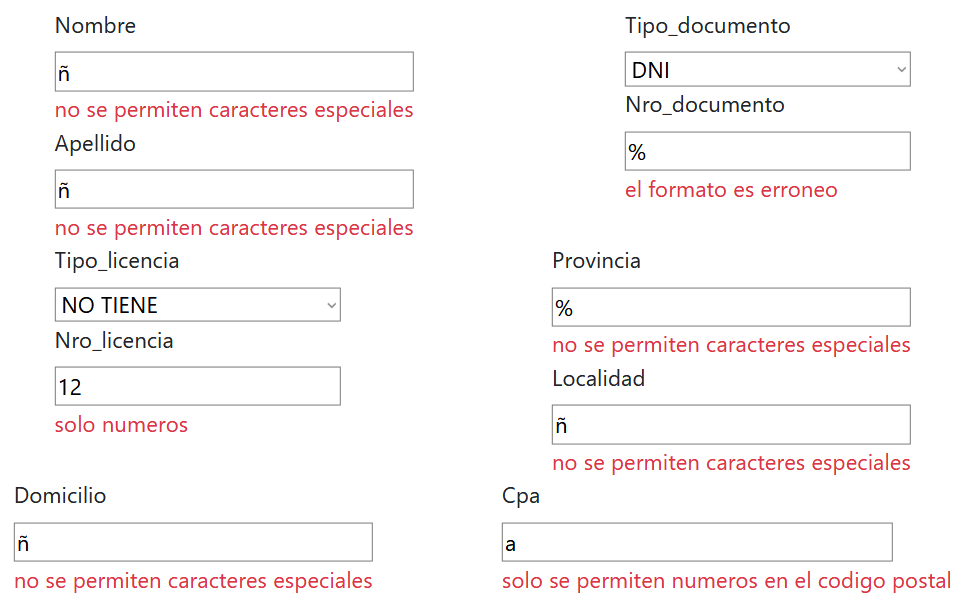 Nombre
ñ
no se permiten caracteres especiales
Apellido
ñ
no se permiten caracteres especiales
Tipo_licencia
NO TIENE
Nro_licencia
12
solo numeros
Tipo_documento
DNI
Nro_documento
%
el formato es erroneo
Provincia
%
no se permiten caracteres especiales
Localidad
ñ
no se permiten caracteres especiales
Domicilio
ñ
no se permiten caracteres especiales
Cpa
a
solo se permiten numeros en el codigo postal